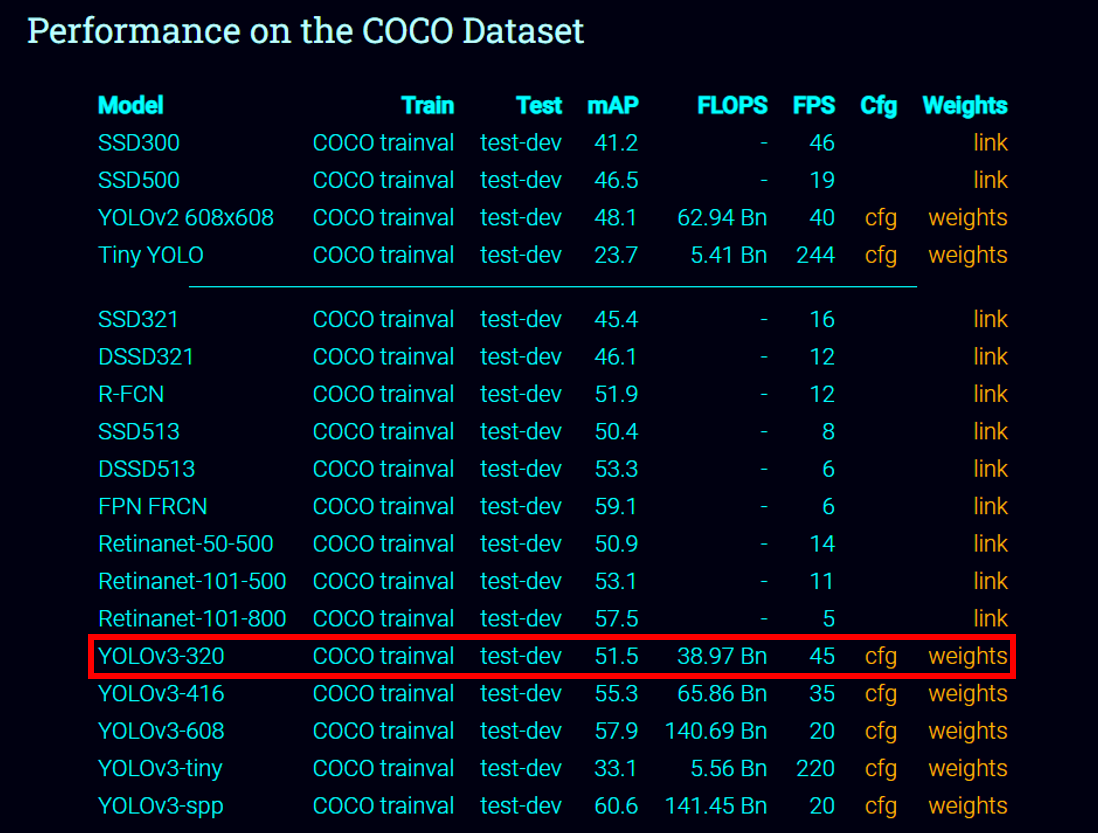 Performance on the COCO Dataset
Model Train Test mAP FLOPS FPS Cfg Weights
SSD300 COCO trainval test-dev 41.2 - 46 link
SSD500 COCO trainval test-dev 46.5 - 19 link
YOLOv2 608x608 COCO trainval test-dev 48.1 62.94 Bn 40 cfg weights
Tiny YOLO COCO trainval test-dev 23.7 5.41 Bn 244 cfg weights
SSD321 COCO trainval test-dev 45.4 - 16 link
DSSD321 COCO trainval test-dev 46.1 - 12 link
R-FCN COCO trainval test-dev 51.9 - 12 link
SSD513 COCO trainval test-dev 50.4 - 8 link
DSSD513 COCO trainval test-dev 53.3 - 6 link
FPN FRCN COCO trainval test-dev 59.1 - 6 link
Retinanet-50-500 COCO trainval test-dev 50.9 - 14 link
Retinanet-101-500 COCO trainval test-dev 53.1 - 11 link
Retinanet-101-800 COCO trainval test-dev 57.5 - 5 link
YOLOv3-320 COCO trainval test-dev 51.5 38.97 Bn 45 cfg weights
YOLOv3-416 COCO trainval test-dev 55.3 65.86 Bn 35 cfg weights
YOLOv3-608 COCO trainval test-dev 57.9 140.69 Bn 20 cfg weights
YOLOv3-tiny COCO trainval test-dev 33.1 5.56 Bn 220 cfg weights
YOLOv3-spp COCO trainval test-dev 60.6 141.45 Bn 20 cfg weights